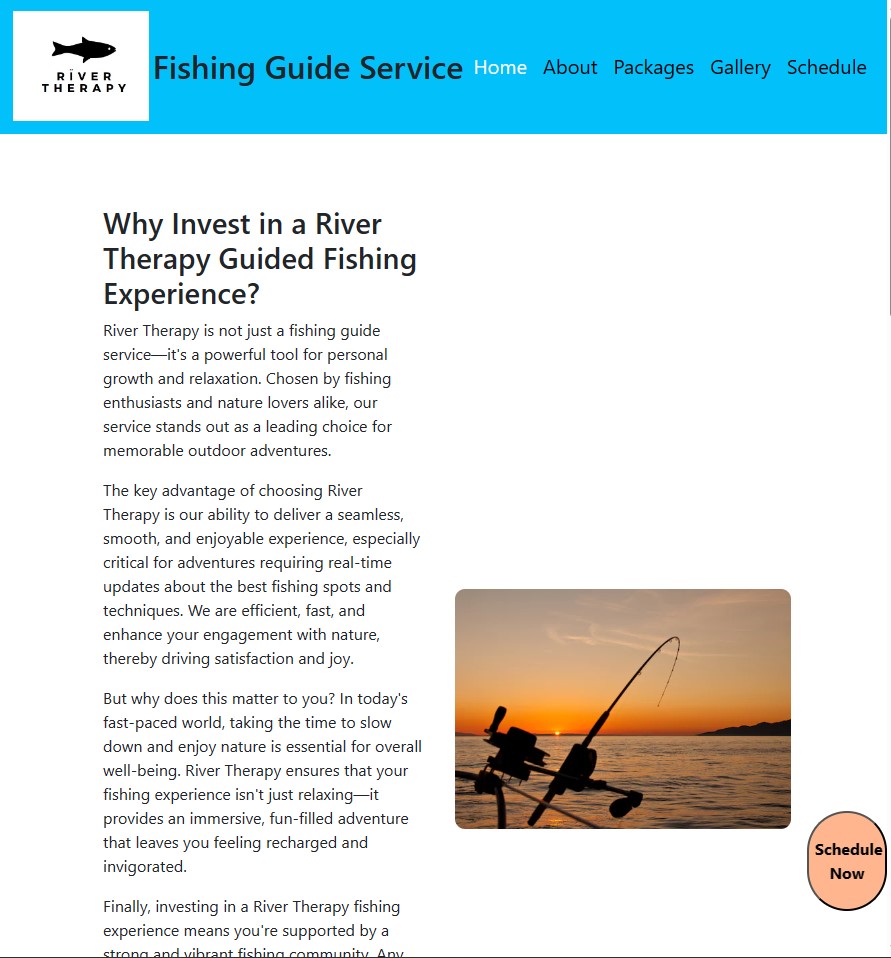 RIVER
THERAPY
Fishing Guide Service
Home
About
Packages
Gallery
Schedule
Why Invest in a River
Therapy Guided Fishing
Experience?
River Therapy is not just a fishing guide
service—it's a powerful tool for personal
growth and relaxation. Chosen by fishing
enthusiasts and nature lovers alike, our
service stands out as a leading choice for
memorable outdoor adventures.
The key advantage of choosing River
Therapy is our ability to deliver a seamless,
smooth, and enjoyable experience, especially
critical for adventures requiring real-time
updates about the best fishing spots and
techniques. We are efficient, fast, and
enhance your engagement with nature,
thereby driving satisfaction and joy.
But why does this matter to you? In today's
fast-paced world, taking the time to slow
down and enjoy nature is essential for overall
well-being. River Therapy ensures that your
fishing experience isn't just relaxing—it
provides an immersive, fun-filled adventure
that leaves you feeling recharged and
invigorated.
Finally, investing in a River Therapy fishing
experience means you're supported by a
strong and vibrant fishing community. Any
Schedule
Now